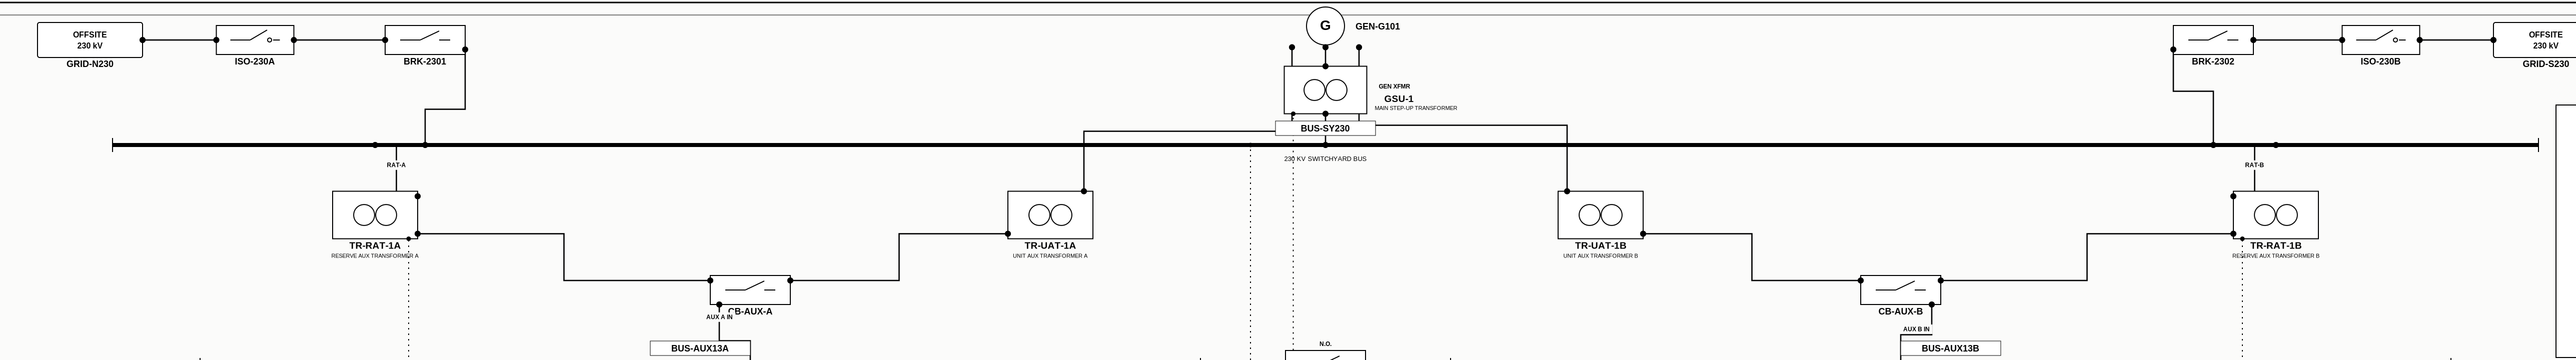 OFFSITE
230 kV
GRID-N230
ISO-230A
BRK-2301
G
GEN-G101
GEN XFMR
GSU-1
MAIN STEP-UP TRANSFORMER
BUS-SY230
230 KV SWITCHYARD BUS
BRK-2302
ISO-230B
OFFSITE
230 kV
GRID-S230
RAT-A
RAT-B
TR-RAT-1A
RESERVE AUX TRANSFORMER A
TR-UAT-1A
UNIT AUX TRANSFORMER A
TR-UAT-1B
UNIT AUX TRANSFORMER B
TR-RAT-1B
RESERVE AUX TRANSFORMER B
CB-AUX-A
AUX A IN
BUS-AUX13A
N.O.
CB-AUX-B
AUX B IN
BUS-AUX13B